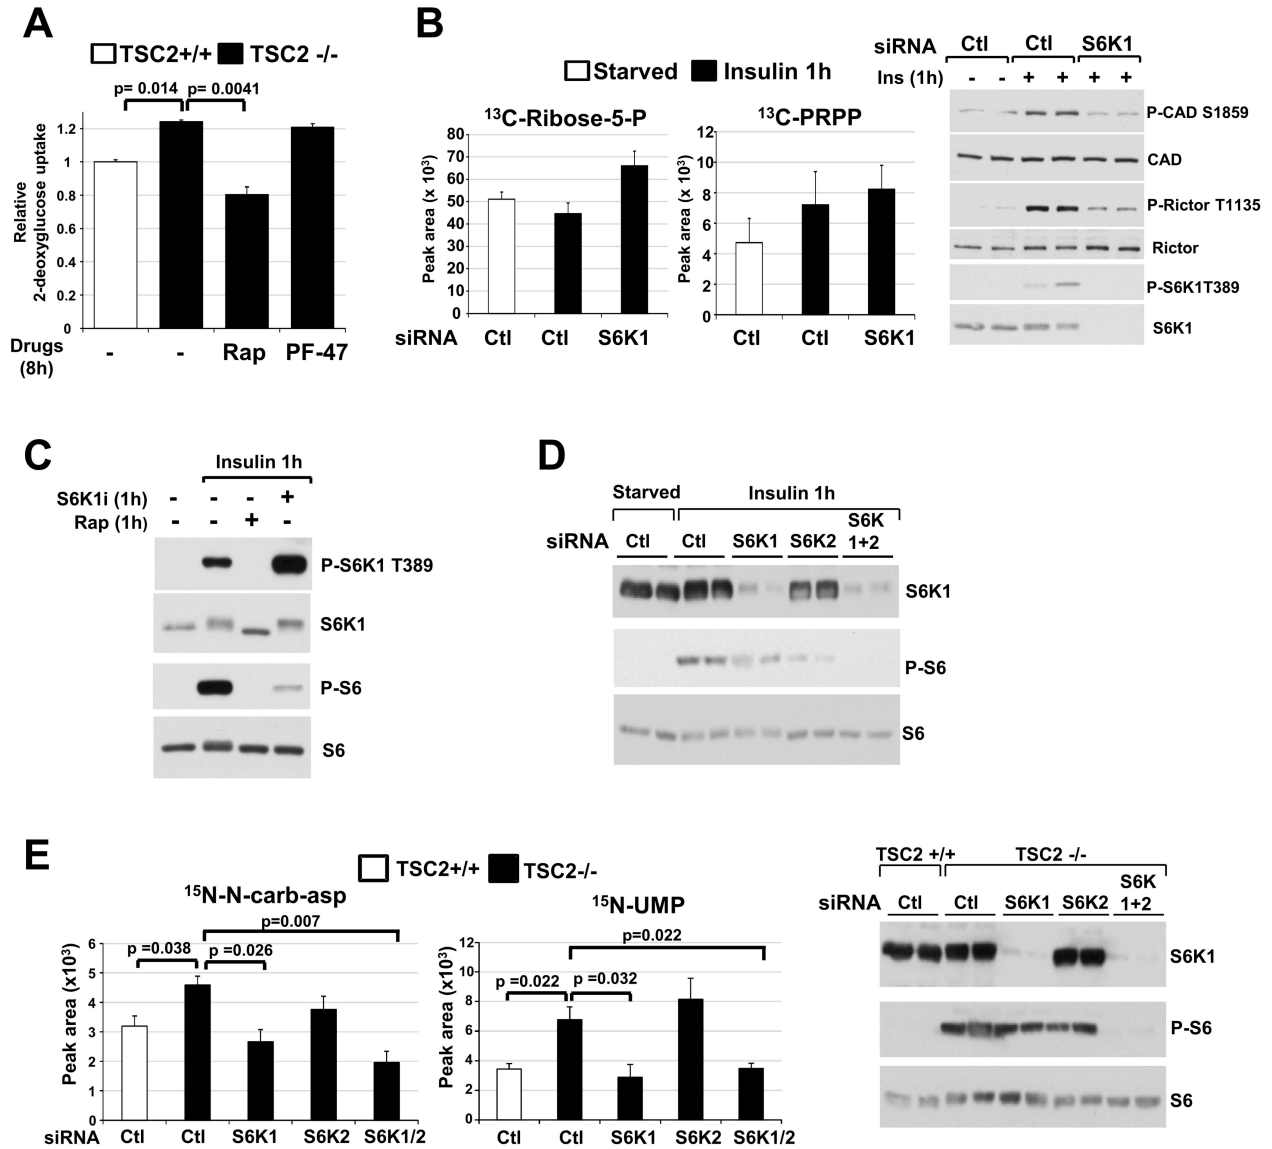 A
TSC2+/+ TSC2 -/-
p= 0.014 p= 0.0041
Relative
2-deoxyglucose uptake
1.2
1
0.8
0.6
0.4
0.2
0
Drugs
(8h)
- - Rap PF-47
B
Starved Insulin 1h
13C-Ribose-5-P
Peak area (x 103)
80
70
60
50
40
30
20
10
0
siRNA Ctl Ctl S6K1
13C-PRPP
Peak area (x 103)
12
10
8
6
4
2
0
Ctl Ctl S6K1
siRNA Ctl Ctl S6K1
Ins (1h) - - + + + +
P-CAD S1859
CAD
P-Rictor T1135
Rictor
P-S6K1T389
S6K1
C
Insulin 1h
S6K1i (1h) - - - +
Rap (1h) - - + -
P-S6K1 T389
S6K1
P-S6
S6
D
Starved Insulin 1h
siRNA Ctl Ctl S6K1 S6K2 S6K
1+2
S6K1
P-S6
S6
E
TSC2+/+ TSC2-/-
15N-N-carb-asp
p=0.007
p =0.038 p =0.026
Peak area (x103)
6
5
4
3
2
1
0
siRNA Ctl Ctl S6K1 S6K2 S6K1/2
15N-UMP
p=0.022
p =0.022 p =0.032
Peak area (x103)
12
10
8
6
4
2
0
Ctl Ctl S6K1 S6K2 S6K1/2
TSC2 +/+ TSC2 -/-
siRNA Ctl Ctl S6K1 S6K2 S6K
1+2
S6K1
P-S6
S6